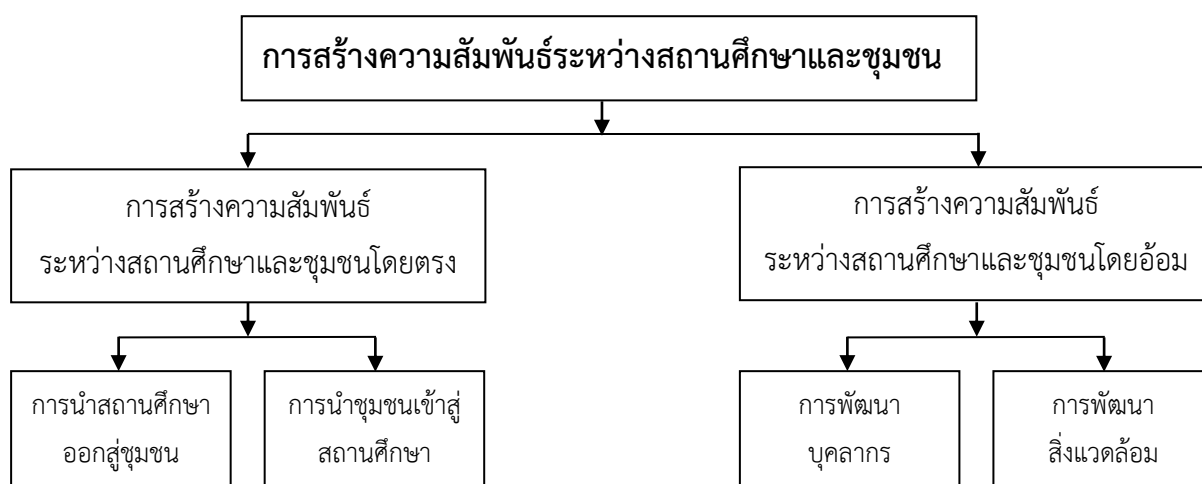 การสร้างความสัมพันธ์ระหว่างสถานศึกษาและชุมชน
การสร้างความสัมพันธ์
ระหว่างสถานศึกษาและชุมชนโดยตรง
การสร้างความสัมพันธ์
ระหว่างสถานศึกษาและชุมชนโดยอ้อม
การนำสถานศึกษา
ออกสู่ชุมชน
การนำชุมชนเข้าสู่
สถานศึกษา
การพัฒนา
บุคลากร
การพัฒนา
สิ่งแวดล้อม